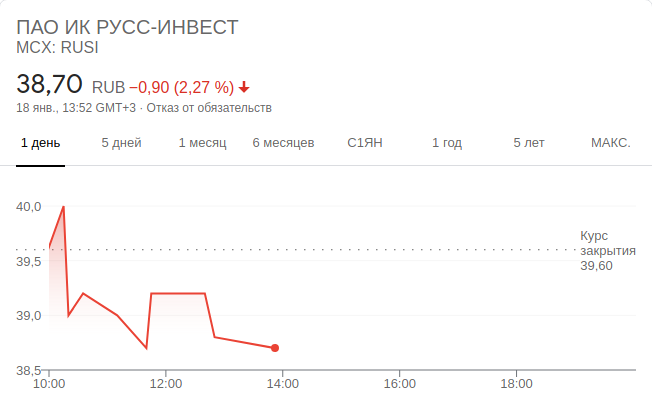 ПАО ИК РУСС-ИНВЕСТ
MCX: RUSI
38,70 RUB −0,90 (2,27 %)
18 янв., 13:52 GMT+3 · Отказ от обязательств
1 день 5 дней 1 месяц 6 месяцев С1ЯН 1 год 5 лет МАКС.
40,0
Курс
закрытия
39,60
39,5
39,0
38,5
10:00 12:00 14:00 16:00 18:00